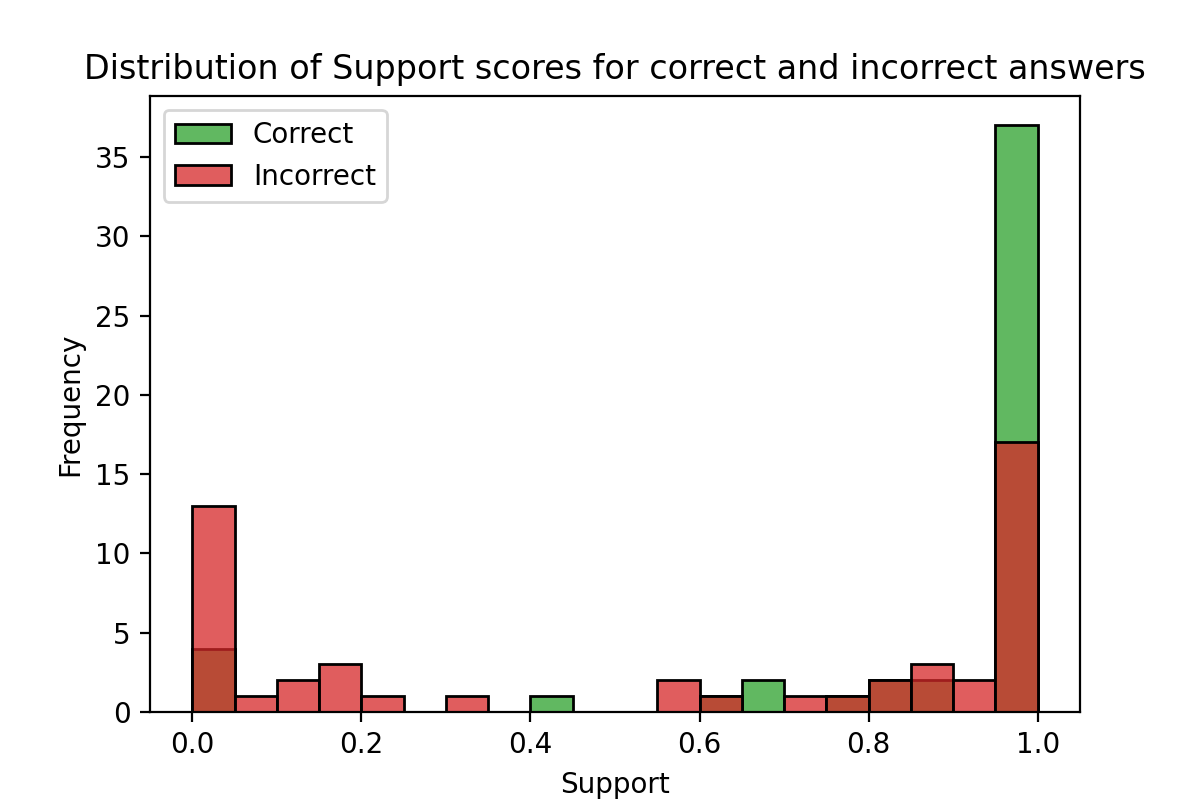 Distribution of Support scores for correct and incorrect answers
Correct
Incorrect
35
30
25
20
15
10
5
0
Frequency
0.0 0.2 0.4 0.6 0.8 1.0
Support